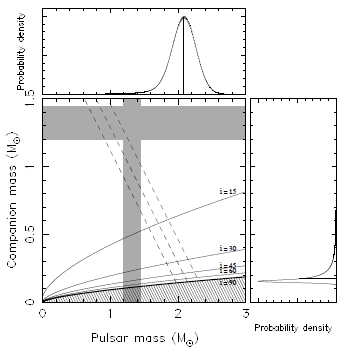 Probability density
1.5
1
0.5
0
Companion mass (M⊙)
i=15
i=30
i=45
i=60
i=90
0
1
2
3
Pulsar mass (M⊙)
Probability density